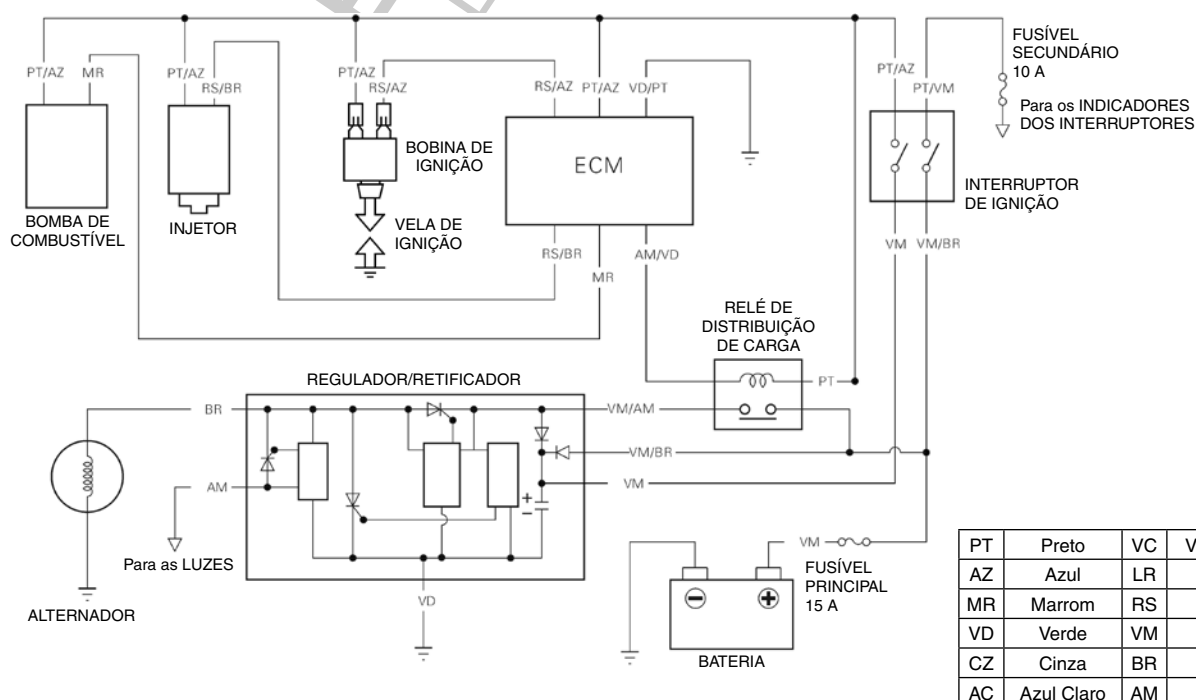 FUSÍVEL
SECUNDÁRIO
10 A
Para os INDICADORES
DOS INTERRUPTORES
PT/AZ MR
PT/AZ
RS/BR
PT/AZ
RS/AZ
RS/AZ PT/AZ VD/PT
PT/AZ
PT/VM
BOBINA DE
IGNIÇÃO
ECM
INTERRUPTOR
DE IGNIÇÃO
BOMBA DE
COMBUSTÍVEL
INJETOR
VELA DE
IGNIÇÃO
RS/BR
MR
AM/VD
VM VM/BR
RELÉ DE
DISTRIBUIÇÃO
DE CARGA
PT
REGULADOR/RETIFICADOR
BR
VM/AM
VM/BR
AM
+
−
VM
Para as LUZES
ALTERNADOR
VD
VM
FUSÍVEL
PRINCIPAL
15 A
− +
BATERIA
PT Preto VC
AZ Azul LR
MR Marrom RS
VD Verde VM
CZ Cinza BR
AC Azul Claro AM